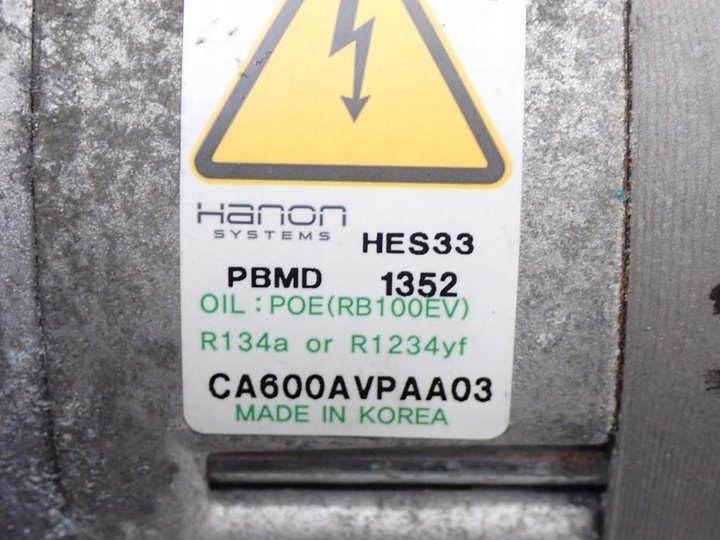 Hanon
SYSTEMS
HES33
PBMD 1352
OIL : POE(RB100EV)
R134a or R1234yf
CA600AVPAA03
MADE IN KOREA